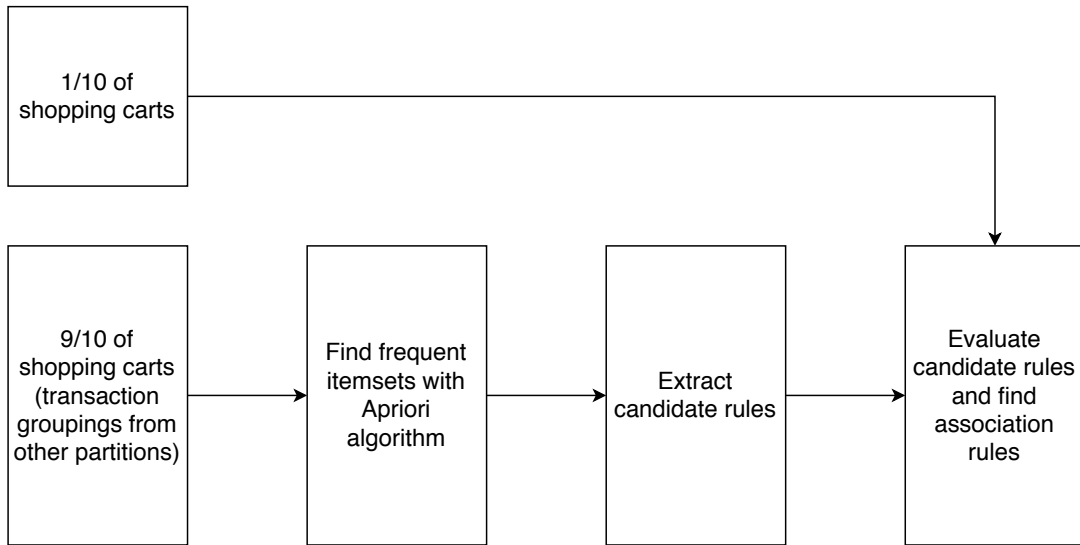 1/10 of
shopping carts
9/10 of
shopping carts
(transaction
groupings from
other partitions)
Find frequent
itemsets with
Apriori
algorithm
Extract
candidate rules
Evaluate
candidate rules
and find
association
rules